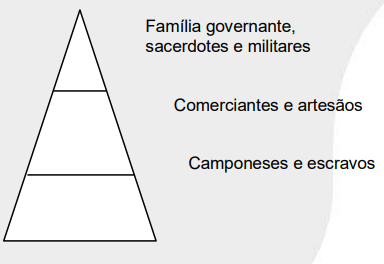 Família governante,
sacerdotes e militares
Comerciantes e artesãos
Camponeses e escravos